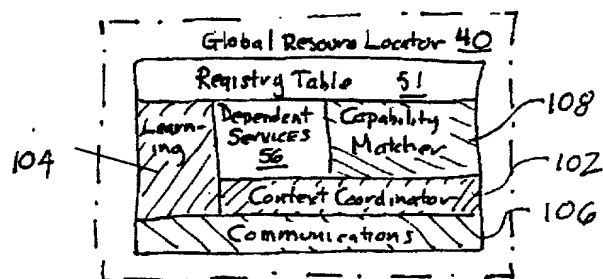 Global Resource Locator 40
Registry Table 51
Learn-
ing
Dependent
Services
56
Capability
Matcher
Context Coordinator
Communications
104
108
102
106